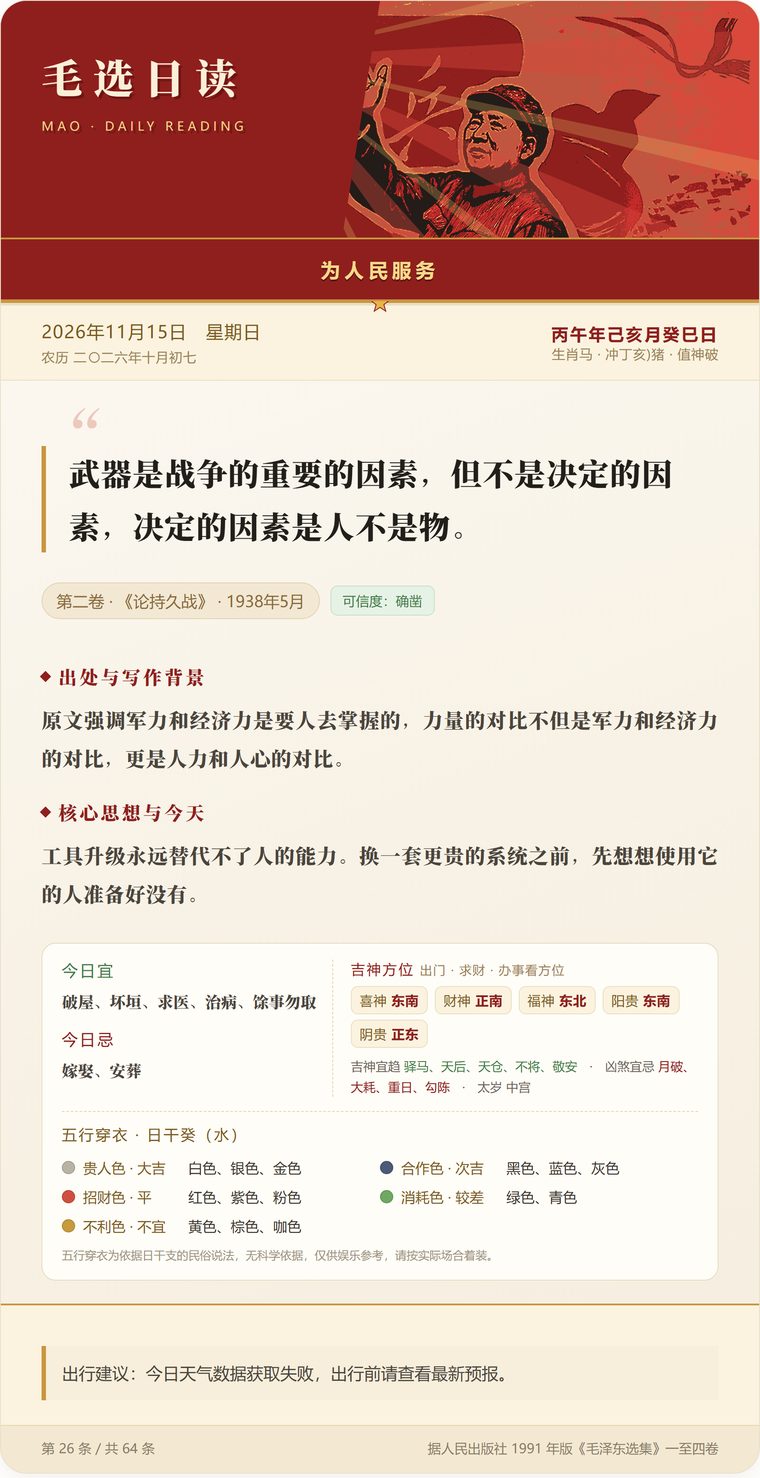 毛选日读
MAO · DAILY READING
为人民服务
2026年11月15日 星期日
农历 二〇二六年十月初七
丙午年己亥月癸巳日
生肖马 · 冲丁亥)猪 · 值神破
“
武器是战争的重要的因素，但不是决定的因
素，决定的因素是人不是物。
第二卷 · 《论持久战》 · 1938年5月
可信度：确凿
出处与写作背景
原文强调军力和经济力是要人去掌握的，力量的对比不但是军力和经济力
的对比，更是人力和人心的对比。
核心思想与今天
工具升级永远替代不了人的能力。换一套更贵的系统之前，先想想使用它
的人准备好没有。
今日宜
破屋、坏垣、求医、治病、馀事勿取
今日忌
嫁娶、安葬
吉神方位 出门 · 求财 · 办事看方位
喜神 东南 财神 正南 福神 东北 阳贵 东南
阴贵 正东
吉神宜趋 驿马、天后、天仓、不将、敬安 · 凶煞宜忌 月破、
大耗、重日、勾陈 · 太岁 中宫
五行穿衣 · 日干癸（水）
贵人色 · 大吉 白色、银色、金色
合作色 · 次吉 黑色、蓝色、灰色
招财色 · 平 红色、紫色、粉色
消耗色 · 较差 绿色、青色
不利色 · 不宜 黄色、棕色、咖色
五行穿衣为依据日干支的民俗说法，无科学依据，仅供娱乐参考，请按实际场合着装。
出行建议：今日天气数据获取失败，出行前请查看最新预报。
第 26 条 / 共 64 条
据人民出版社 1991 年版《毛泽东选集》一至四卷